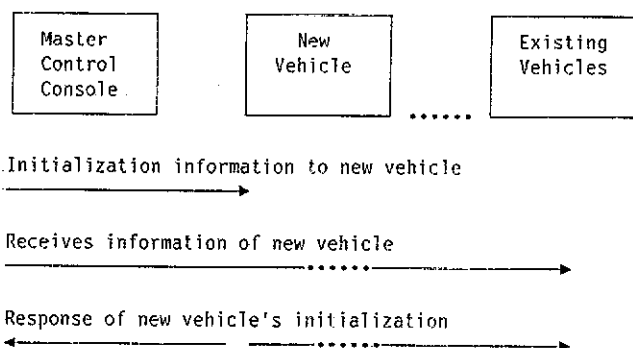 Master
Control
Console
New
Vehicle
Existing
Vehicles
Initialization information to new vehicle
Receives information of new vehicle
Response of new vehicle's initialization